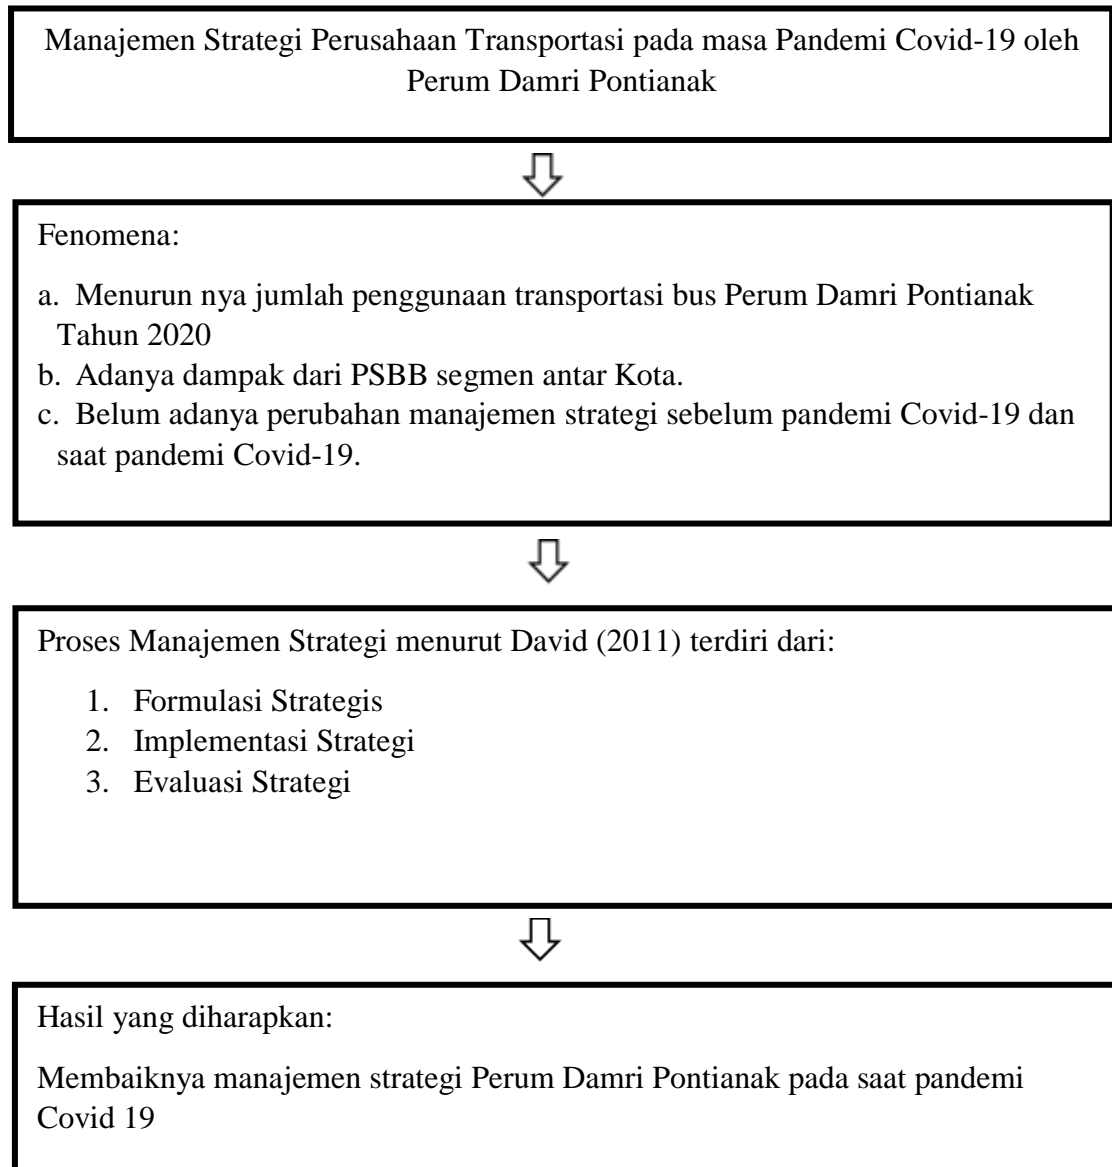 Manajemen Strategi Perusahaan Transportasi pada masa Pandemi Covid-19 oleh
Perum Damri Pontianak
Fenomena:
a. Menurun nya jumlah penggunaan transportasi bus Perum Damri Pontianak
Tahun 2020
b. Adanya dampak dari PSBB segmen antar Kota.
c. Belum adanya perubahan manajemen strategi sebelum pandemi Covid-19 dan
saat pandemi Covid-19.
Proses Manajemen Strategi menurut David (2011) terdiri dari:
1. Formulasi Strategis
2. Implementasi Strategi
3. Evaluasi Strategi
Hasil yang diharapkan:
Membaiknya manajemen strategi Perum Damri Pontianak pada saat pandemi
Covid 19